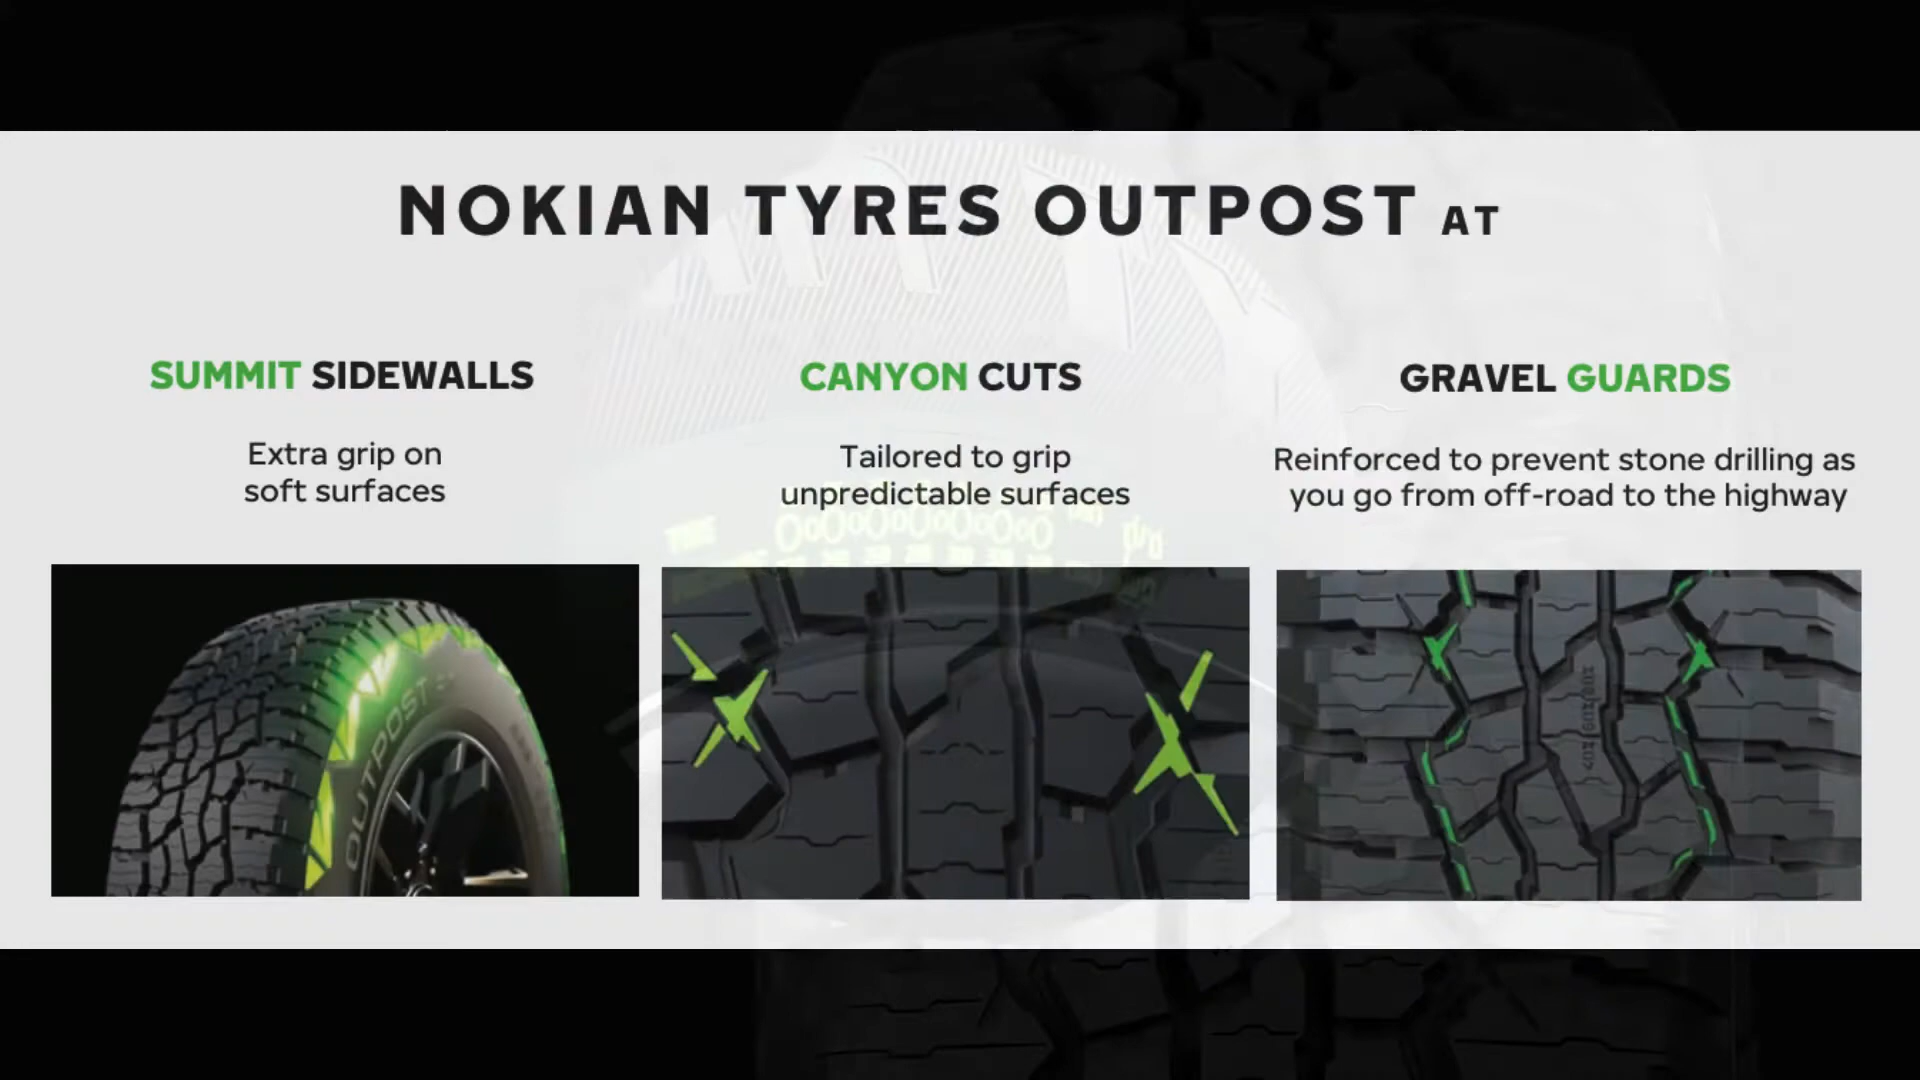 NOKIAN TYRES OUTPOST AT
SUMMIT SIDEWALLS
Extra grip on
soft surfaces
CANYON CUTS
Tailored to grip
unpredictable surfaces
GRAVEL GUARDS
Reinforced to prevent stone drilling as
you go from off-road to the highway
OUTPOST